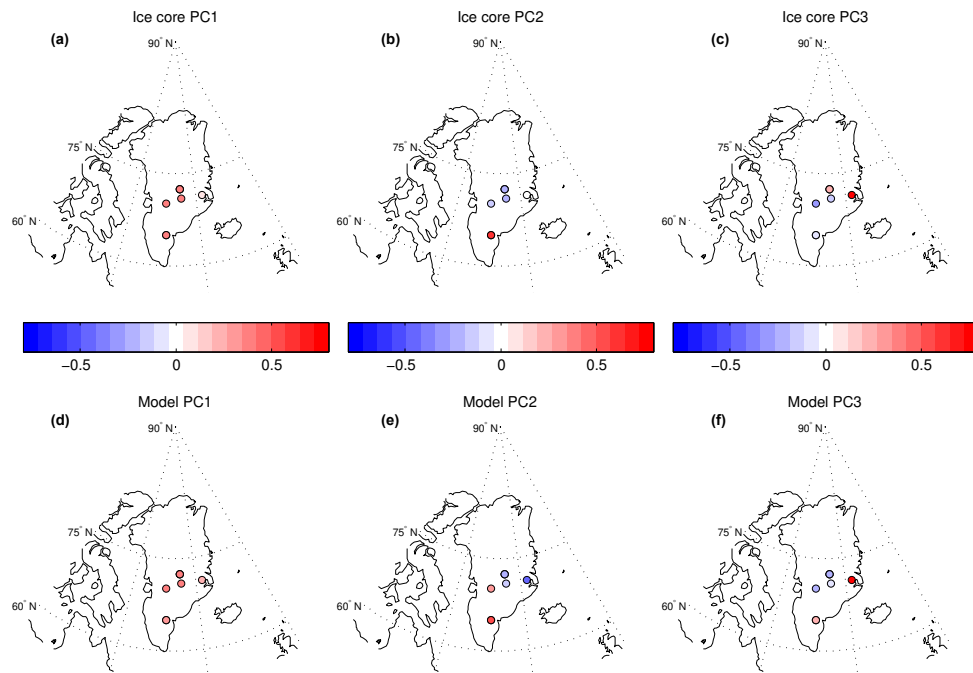 Ice core PC1
Ice core PC2
Ice core PC3
(a)
(b)
(c)
90° N
90° N
90° N
75° N
75° N
75° N
60° N
60° N
60° N
−0.5 0 0.5
−0.5 0 0.5
−0.5 0 0.5
Model PC1
Model PC2
Model PC3
(d)
(e)
(f)
90° N
90° N
90° N
75° N
75° N
75° N
60° N
60° N
60° N